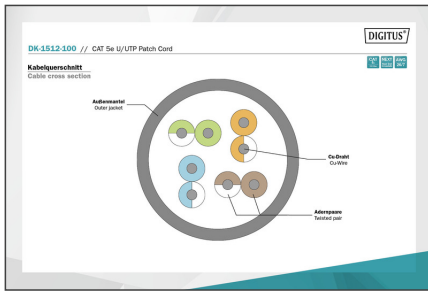 DIGITUS®
DK-1512-100 // CAT 5e U/UTP Patch Cord
Kabelquerschnitt
Cable cross section
Außenmantel
Outer jacket
Cu-Draht
Cu-Wire
Adernpaare
Twisted pair